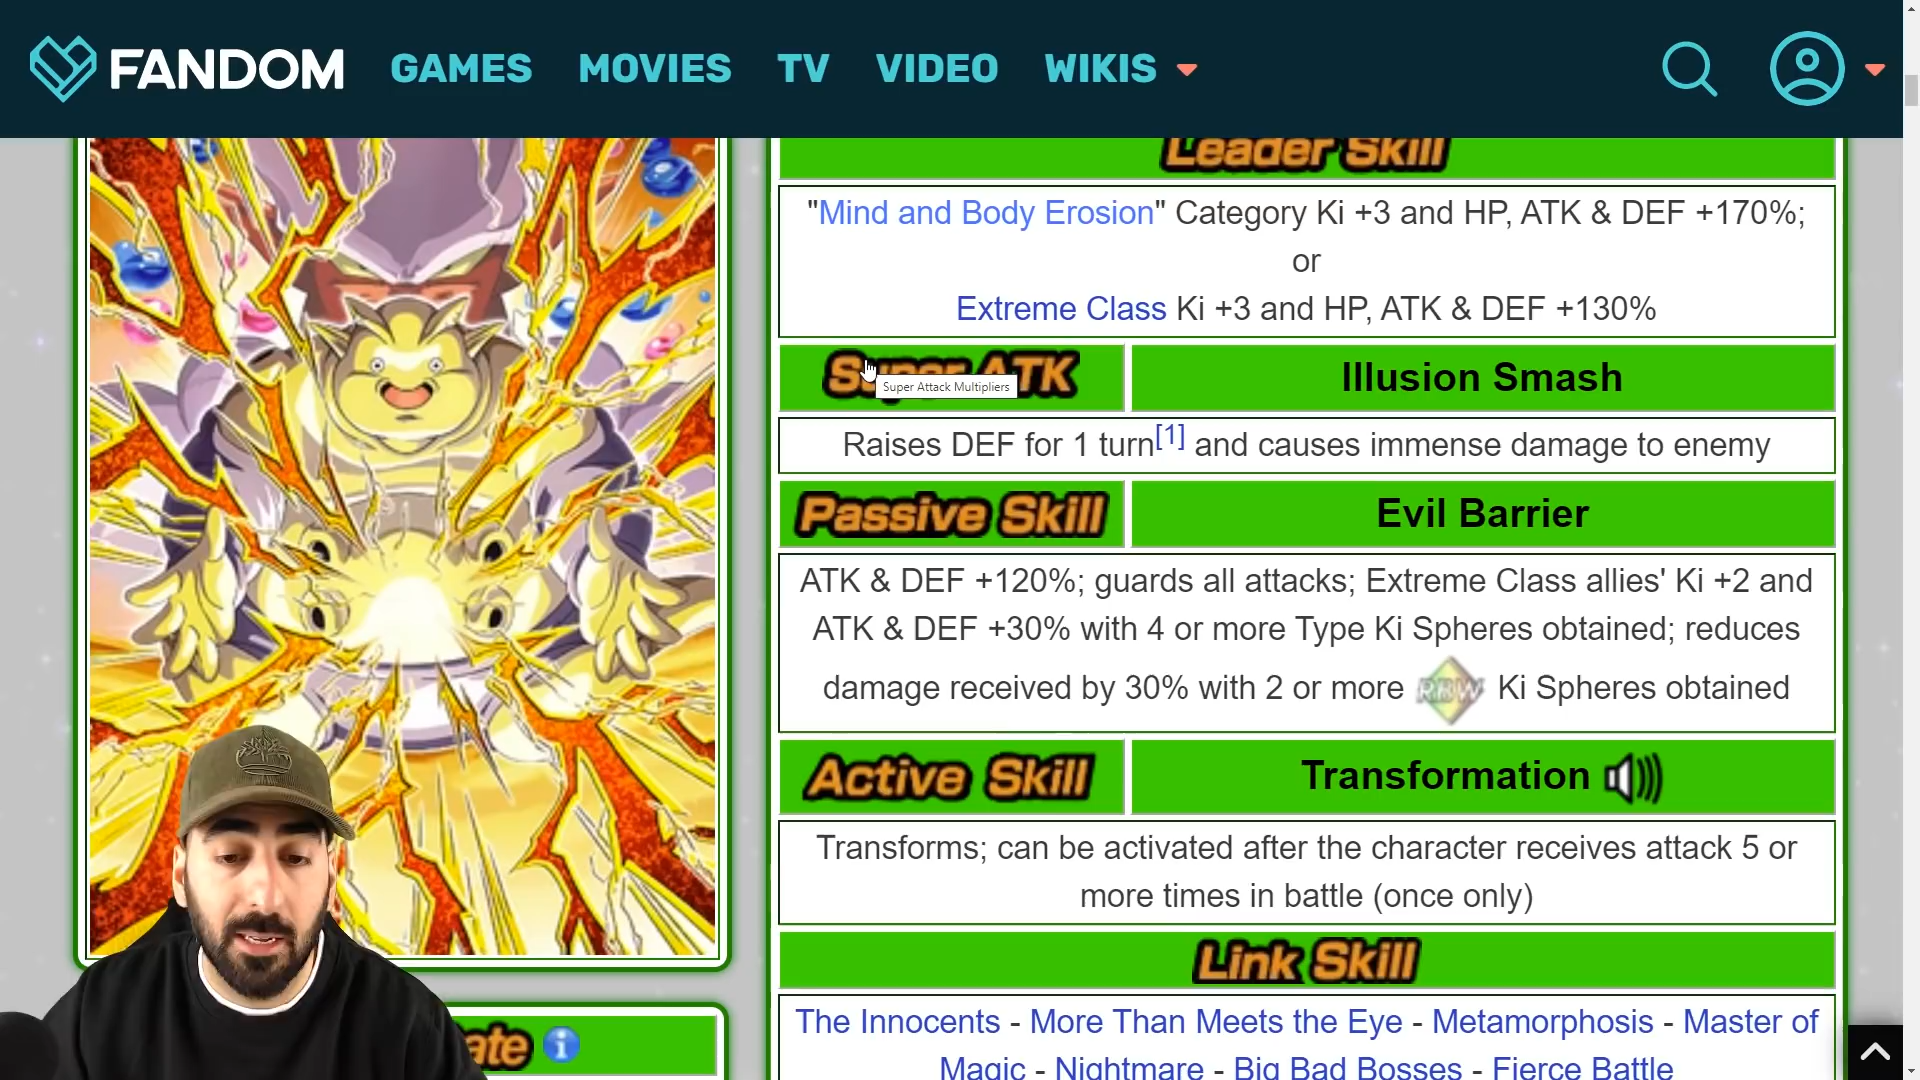 FANDOM GAMES MOVIES TV VIDEO WIKIS
Leader Skill
"Mind and Body Erosion" Category Ki +3 and HP, ATK & DEF +170%;
or
Extreme Class Ki +3 and HP, ATK & DEF +130%
Super ATK Illusion Smash
Super Attack Multipliers
Raises DEF for 1 turn[1] and causes immense damage to enemy
Passive Skill Evil Barrier
ATK & DEF +120%; guards all attacks; Extreme Class allies' Ki +2 and
ATK & DEF +30% with 4 or more Type Ki Spheres obtained; reduces
damage received by 30% with 2 or more RBW Ki Spheres obtained
Active Skill Transformation
Transforms; can be activated after the character receives attack 5 or
more times in battle (once only)
Link Skill
The Innocents - More Than Meets the Eye - Metamorphosis - Master of
Magic - Nightmare - Big Bad Bosses - Fierce Battle